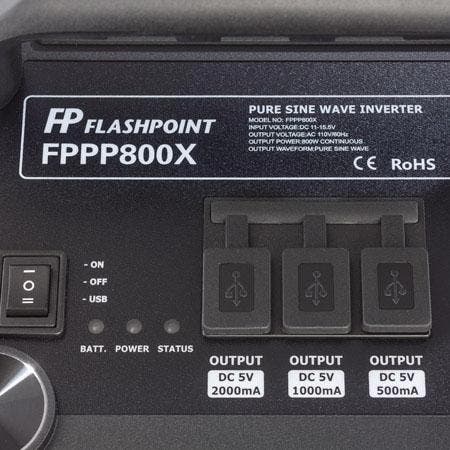 FP FLASHPOINT
FPPP800X
PURE SINE WAVE INVERTER
MODEL NO: FPPP800X
INPUT VOLTAGE:DC 11-15.5V
OUTPUT VOLTAGE:AC 110V/60Hz
OUTPUT POWER:800W CONTINUOUS
OUTPUT WAVEFORM:PURE SINE WAVE
CE RoHS
I
O
II
- ON
- OFF
- USB
BATT. POWER STATUS
OUTPUT OUTPUT OUTPUT
DC 5V DC 5V DC 5V
2000mA 1000mA 500mA